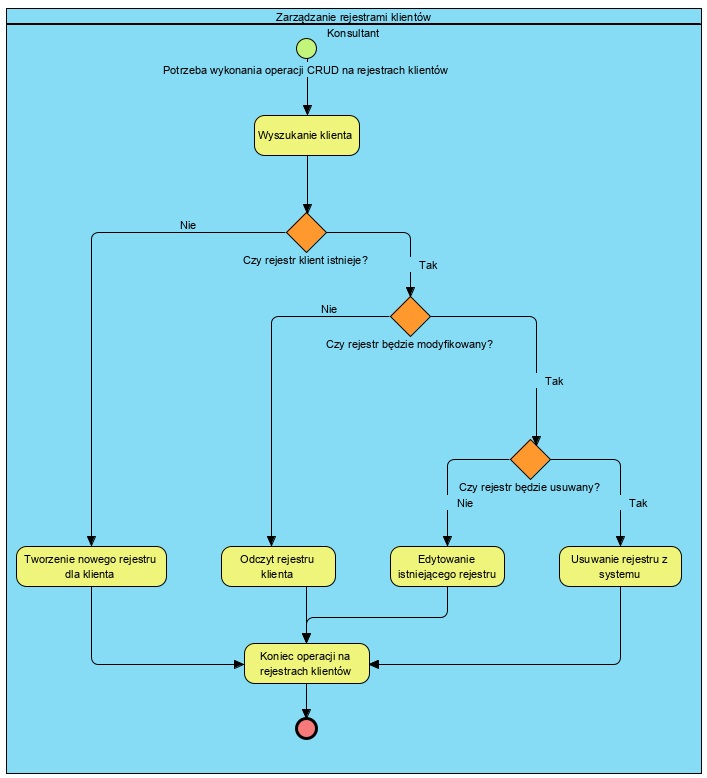 Zarządzanie rejestrami klientów
Konsultant
Potrzeba wykonania operacji CRUD na rejestrach klientów
Wyszukanie klienta
Nie
Czy rejestr klient istnieje?
Tak
Nie
Czy rejestr będzie modyfikowany?
Tak
Czy rejestr będzie usuwany?
Nie
Tak
Tworzenie nowego rejestru
dla klienta
Odczyt rejestru
klienta
Edytowanie
istniejącego rejestru
Usuwanie rejestru z
systemu
Koniec operacji na
rejestrach klientów